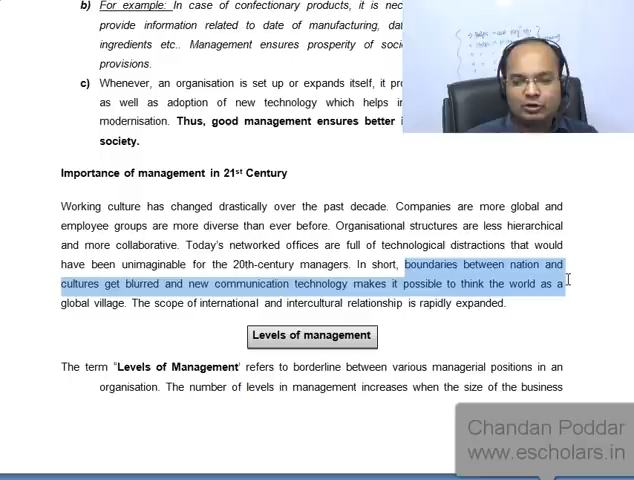 b) For example: In case of confectionary products, it is nec
provide information related to date of manufacturing, dat
ingredients etc.. Management ensures prosperity of soci
provisions.
c) Whenever, an organisation is set up or expands itself, it pro
as well as adoption of new technology which helps in
modernisation. Thus, good management ensures better i
society.
Importance of management in 21st Century
Working culture has changed drastically over the past decade. Companies are more global and
employee groups are more diverse than ever before. Organisational structures are less hierarchical
and more collaborative. Today's networked offices are full of technological distractions that would
have been unimaginable for the 20th-century managers. In short, boundaries between nation and
cultures get blurred and new communication technology makes it possible to think the world as a
global village. The scope of international and intercultural relationship is rapidly expanded.
Levels of management
The term "Levels of Management' refers to borderline between various managerial positions in an
organisation. The number of levels in management increases when the size of the business
Chandan Poddar
www.escholars.in